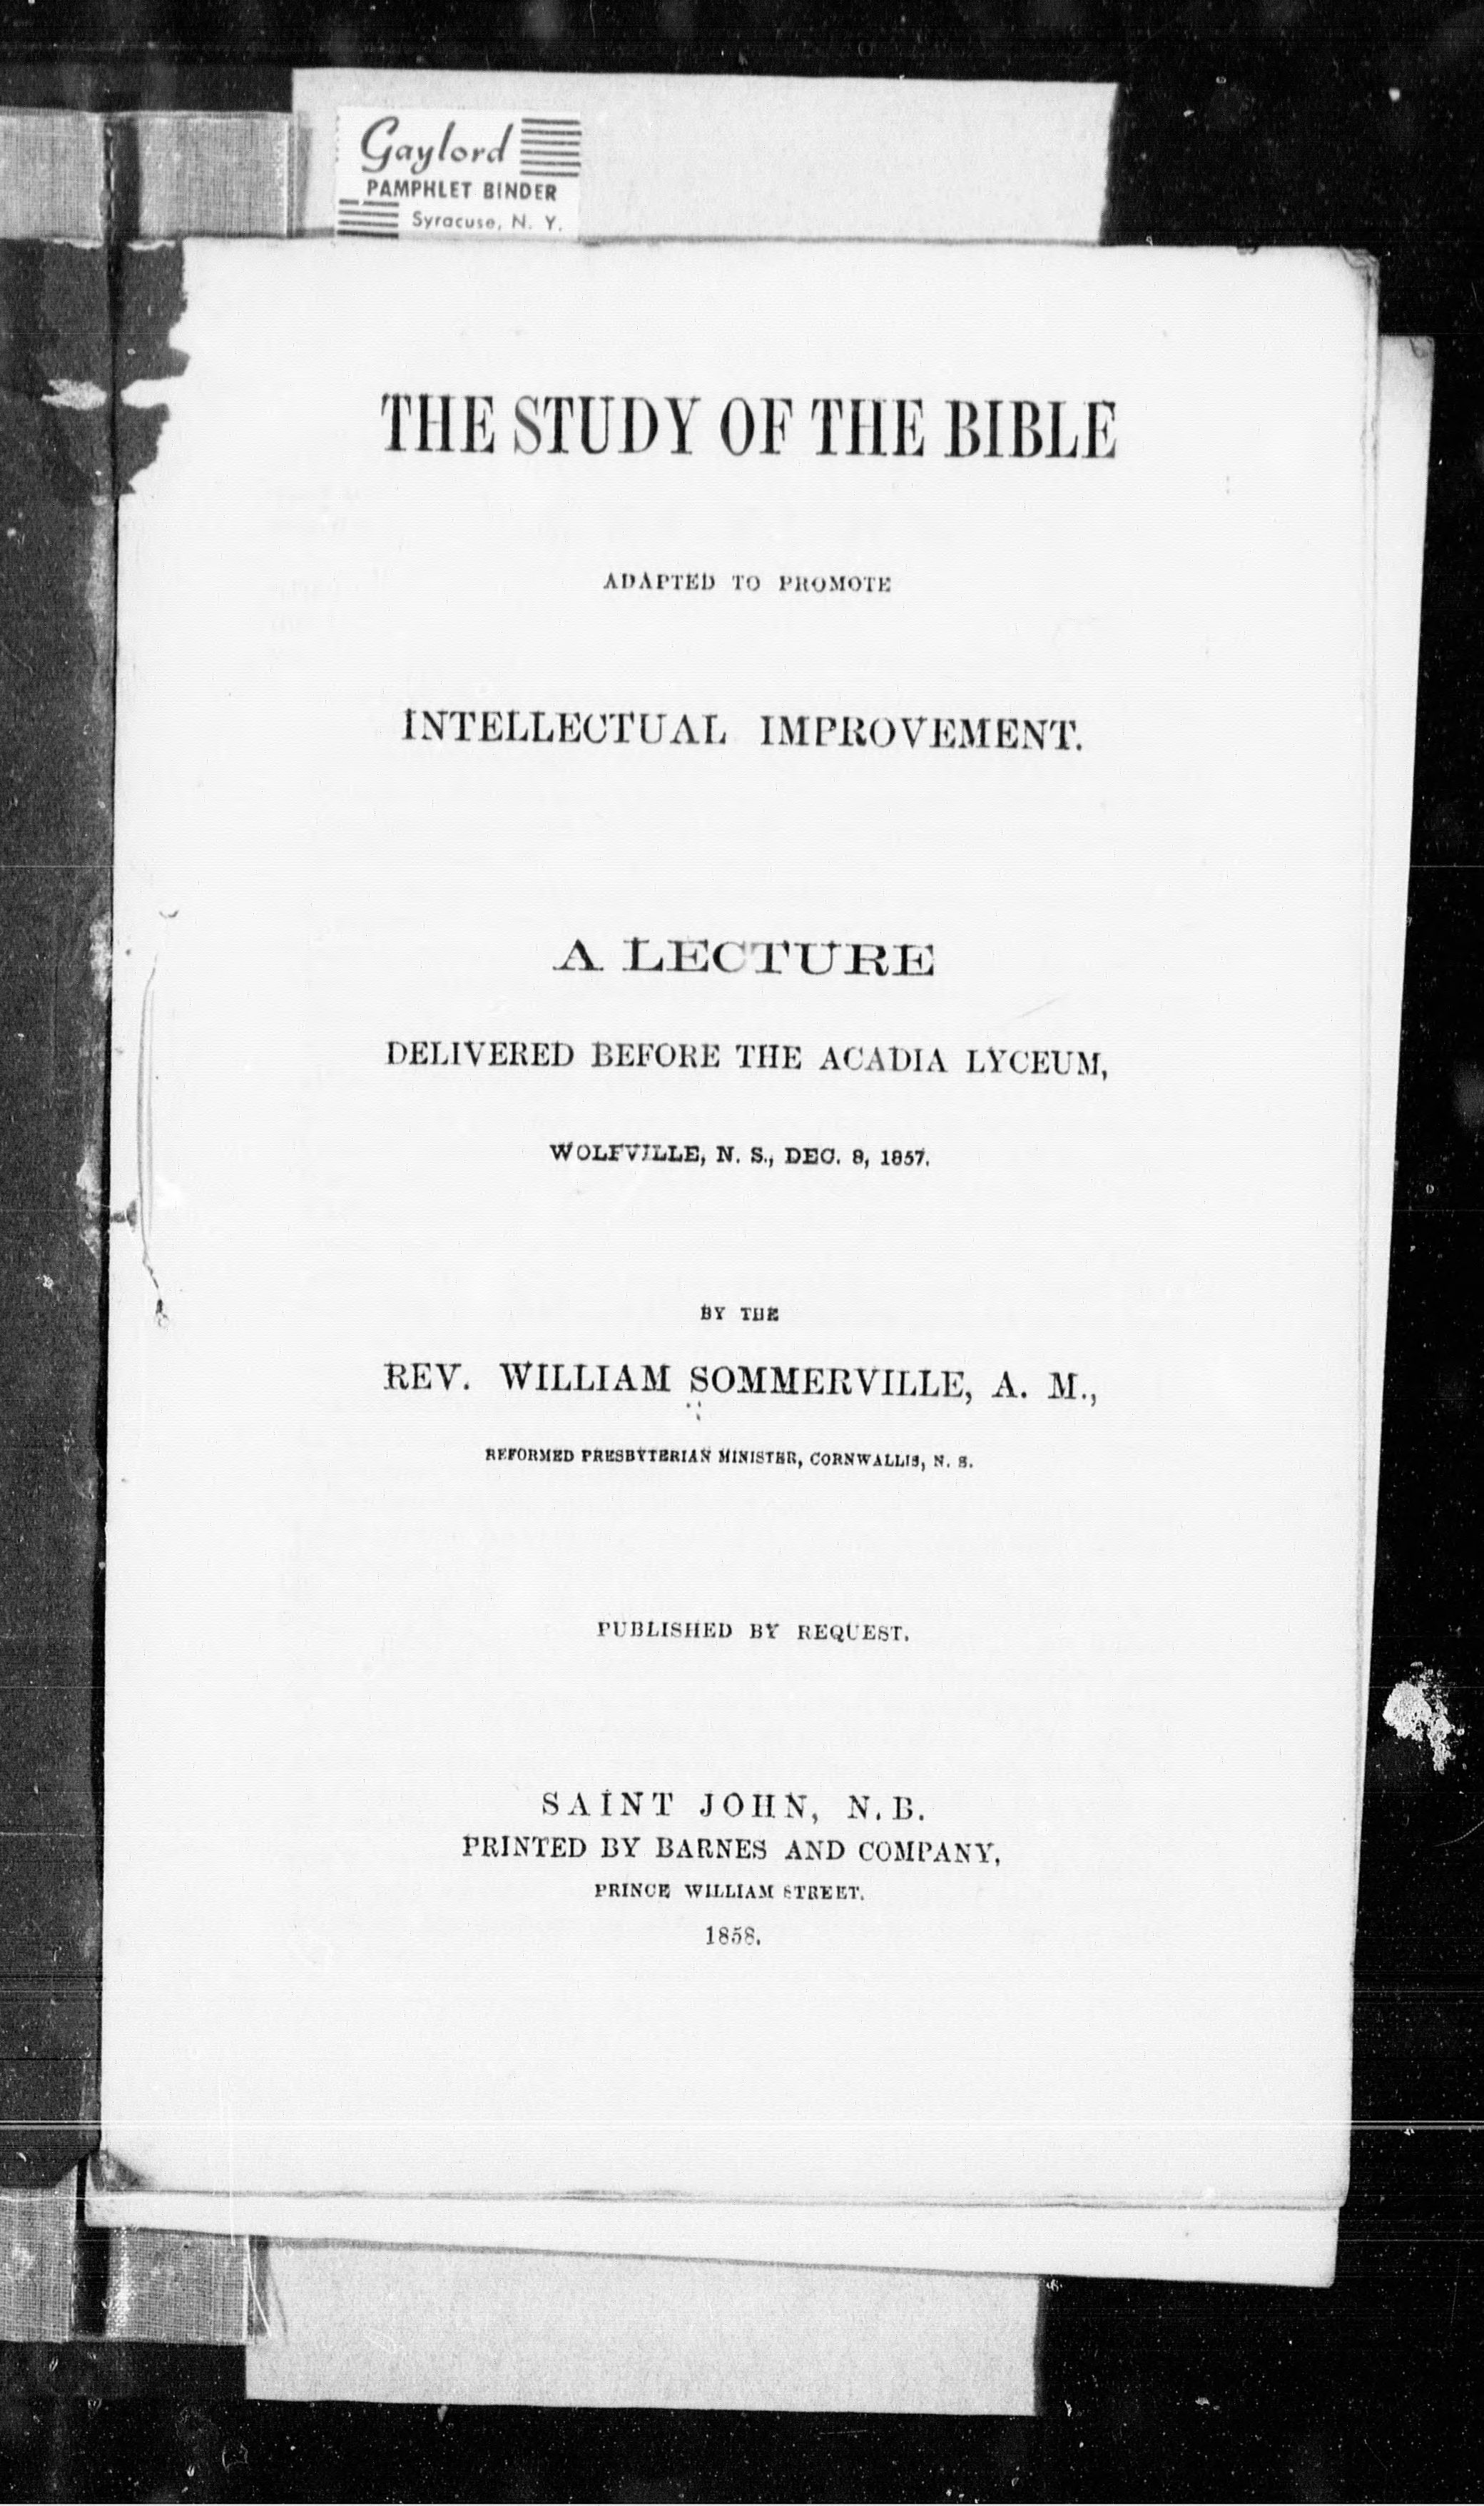 Gaylord
PAMPHLET BINDER
Syracuse, N. Y.
THE STUDY OF THE BIBLE
ADAPTED TO PROMOTE
INTELLECTUAL IMPROVEMENT.
A LECTURE
DELIVERED BEFORE THE ACADIA LYCEUM,
WOLFVILLE, N. S., DEC. 8, 1857.
BY THE
REV. WILLIAM SOMMERVILLE, A. M.,
REFORMED PRESBYTERIAN MINISTER, CORNWALLIS, N. S.
PUBLISHED BY REQUEST.
SAINT JOHN, N. B.
PRINTED BY BARNES AND COMPANY,
PRINCE WILLIAM STREET.
1858.